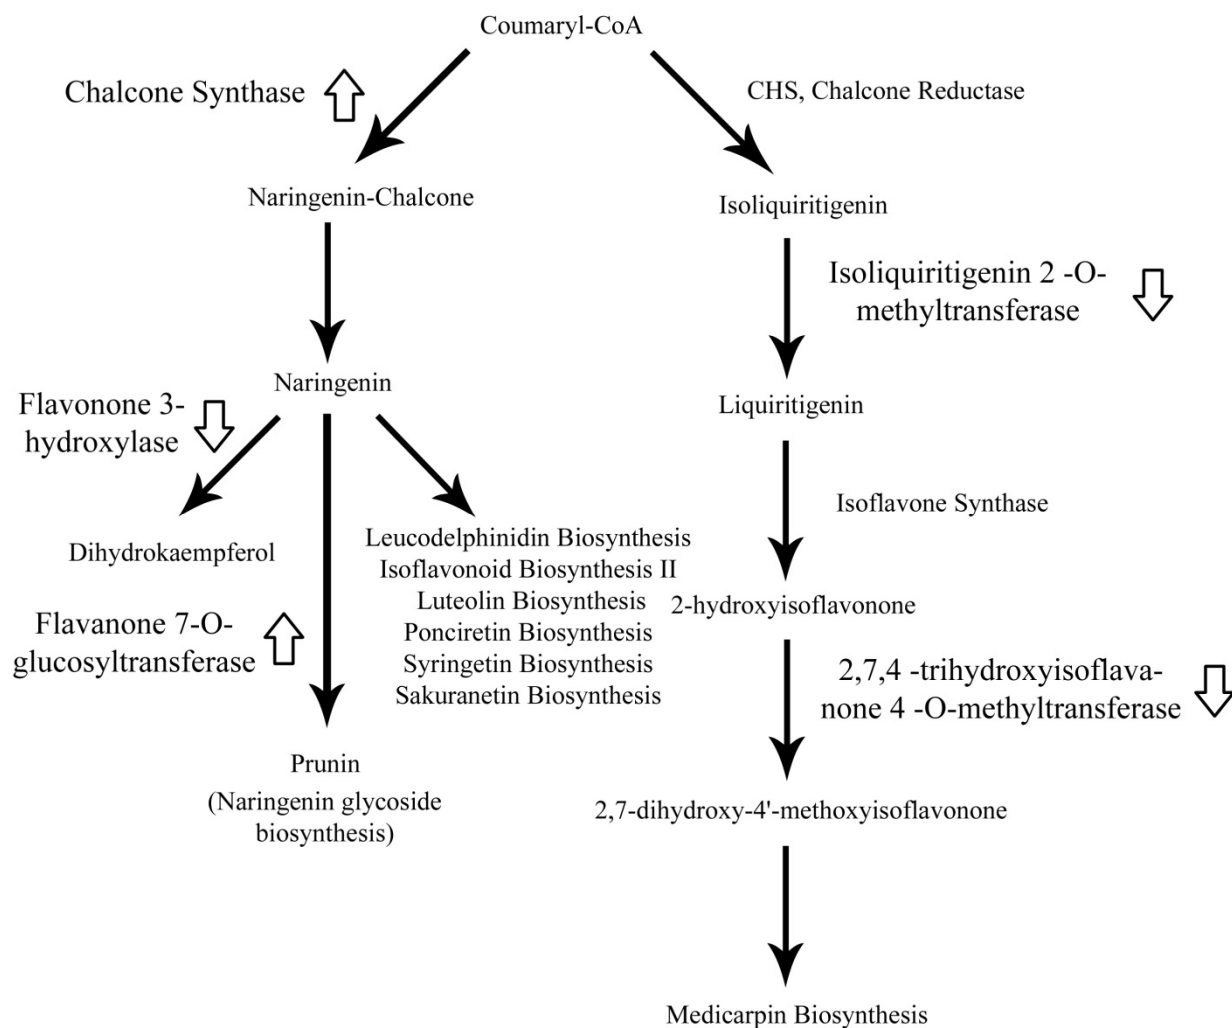 Coumaryl-CoA
Chalcone Synthase
CHS, Chalcone Reductase
Naringenin-Chalcone
Isoliquiritigenin
Isoliquiritigenin 2 -O-
methyltransferase
Naringenin
Liquiritigenin
Flavonone 3-
hydroxylase
Isoflavone Synthase
Dihydrokaempferol
Leucodelphinidin Biosynthesis
Isoflavonoid Biosynthesis II
Luteolin Biosynthesis
Ponciretin Biosynthesis
Syringetin Biosynthesis
Sakuranetin Biosynthesis
2-hydroxyisoflavonone
Flavanone 7-O-
glucosyltransferase
2,7,4 -trihydroxyisoflava-
none 4 -O-methyltransferase
Prunin
(Naringenin glycoside
biosynthesis)
2,7-dihydroxy-4'-methoxyisoflavonone
Medicarpin Biosynthesis